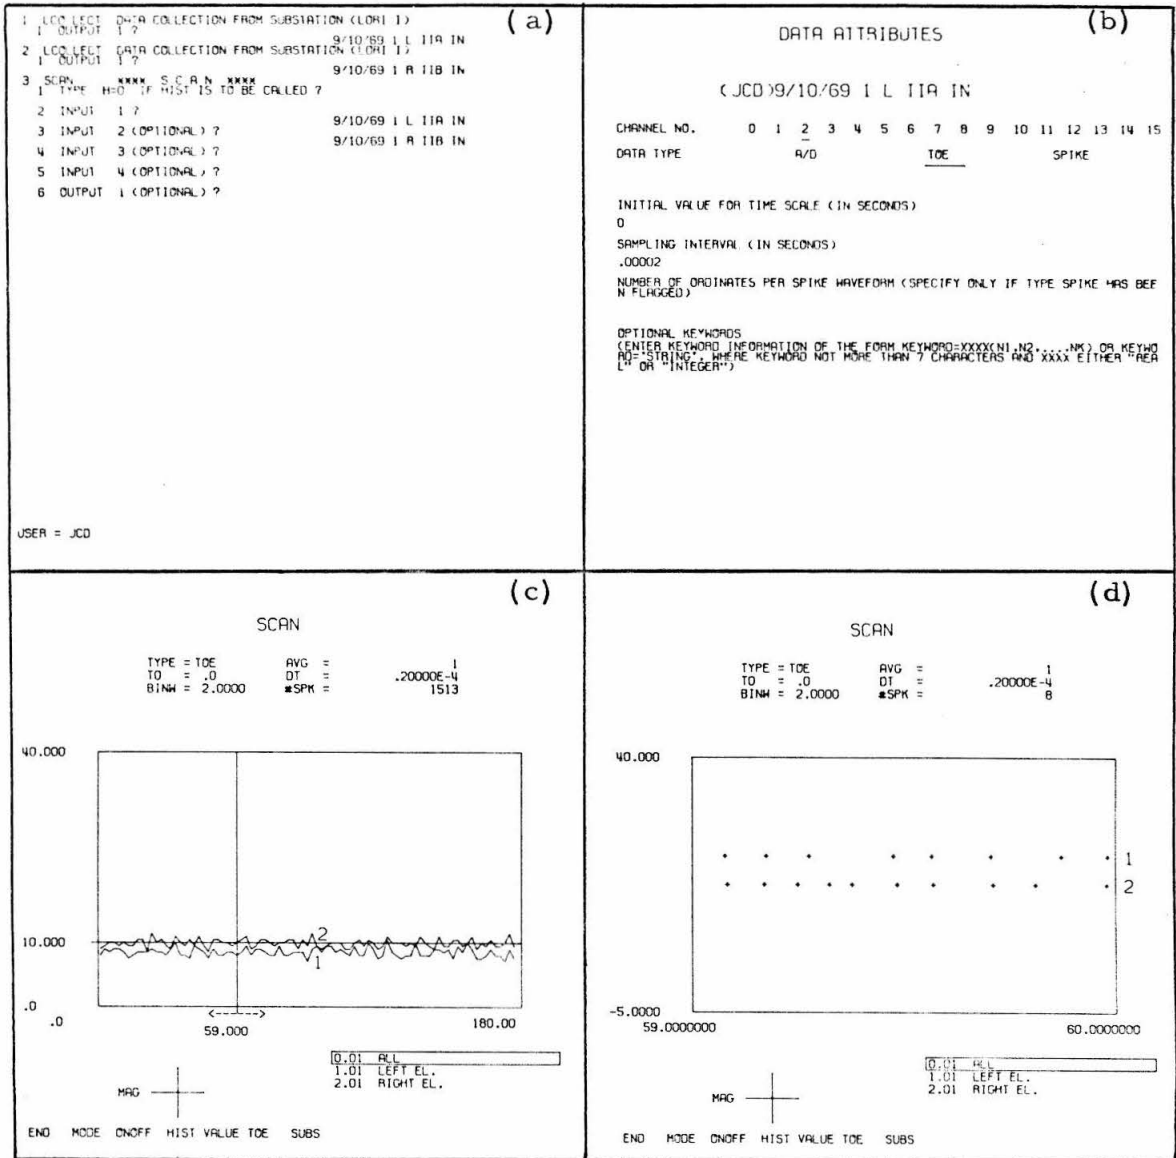 (a)
1 LCOLLECT DATA COLLECTION FROM SUBSTATION (LORI I)
1 OUTPUT 1 ?
9/10/69 1 L IIA IN
2 LCOLLECT DATA COLLECTION FROM SUBSTATION (LORI I)
1 OUTPUT 1 ?
9/10/69 1 R IIB IN
3 SCAN **** S C A N ****
1 TYPE H=0 IF HIST IS TO BE CALLED ?
2 INPUT 1 ?
9/10/69 1 L IIA IN
3 INPUT 2 (OPTIONAL) ?
9/10/69 1 R IIB IN
4 INPUT 3 (OPTIONAL) ?
5 INPUT 4 (OPTIONAL) ?
6 OUTPUT 1 (OPTIONAL) ?
USER = JCD
(b)
DATA ATTRIBUTES
(JCD)9/10/69 1 L IIA IN
CHANNEL NO. 0 1 2 3 4 5 6 7 8 9 10 11 12 13 14 15
DATA TYPE A/D TOE SPIKE
INITIAL VALUE FOR TIME SCALE (IN SECONDS)
0
SAMPLING INTERVAL (IN SECONDS)
.00002
NUMBER OF ORDINATES PER SPIKE WAVEFORM (SPECIFY ONLY IF TYPE SPIKE HAS BEE
N FLAGGED)
OPTIONAL KEYWORDS
(ENTER KEYWORD INFORMATION OF THE FORM KEYWORD=XXXX(N1,N2,....NK) OR KEYWO
RD='STRING', WHERE KEYWORD NOT MORE THAN 7 CHARACTERS AND XXXX EITHER "REA
L" OR "INTEGER")
(c)
SCAN
TYPE = TOE AVG = 1
TO = .0 DT = .20000E-4
BINW = 2.0000 *SPK = 1513
40.000
10.000
2
1
.0
.0 59.000 180.00
<---->
0.01 ALL
1.01 LEFT EL.
2.01 RIGHT EL.
MAG
END MODE ONOFF HIST VALUE TOE SUBS
(d)
SCAN
TYPE = TOE AVG = 1
TO = .0 DT = .20000E-4
BINW = 2.0000 *SPK = 8
40.000
1
2
-5.0000
59.0000000 60.0000000
0.01 ALL
1.01 LEFT EL.
2.01 RIGHT EL.
MAG
END MODE ONOFF HIST VALUE TOE SUBS